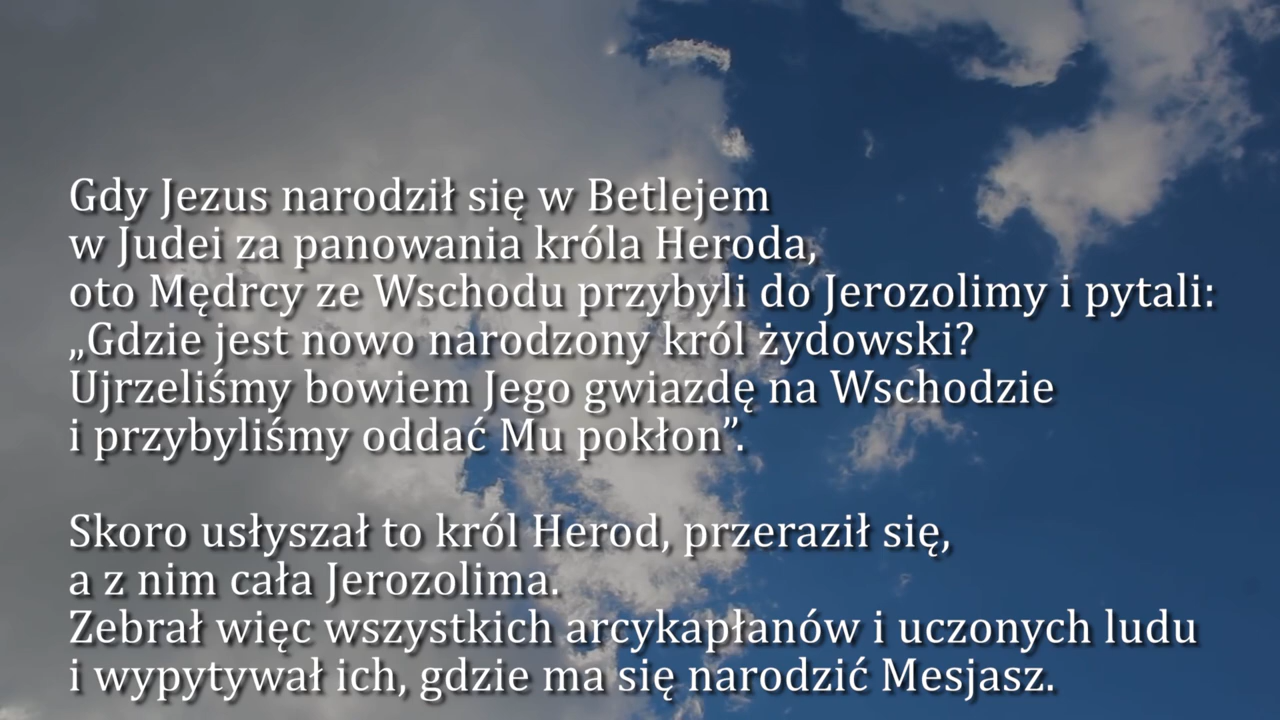 Gdy Jezus narodził się w Betlejem
w Judei za panowania króla Heroda,
oto Mędrcy ze Wschodu przybyli do Jerozolimy i pytali:
„Gdzie jest nowo narodzony król żydowski?
Ujrzeliśmy bowiem Jego gwiazdę na Wschodzie
i przybyliśmy oddać Mu pokłon”.
Skoro usłyszał to król Herod, przeraził się,
a z nim cała Jerozolima.
Zebrał więc wszystkich arcykapłanów i uczonych ludu
i wypytywał ich, gdzie ma się narodzić Mesjasz.